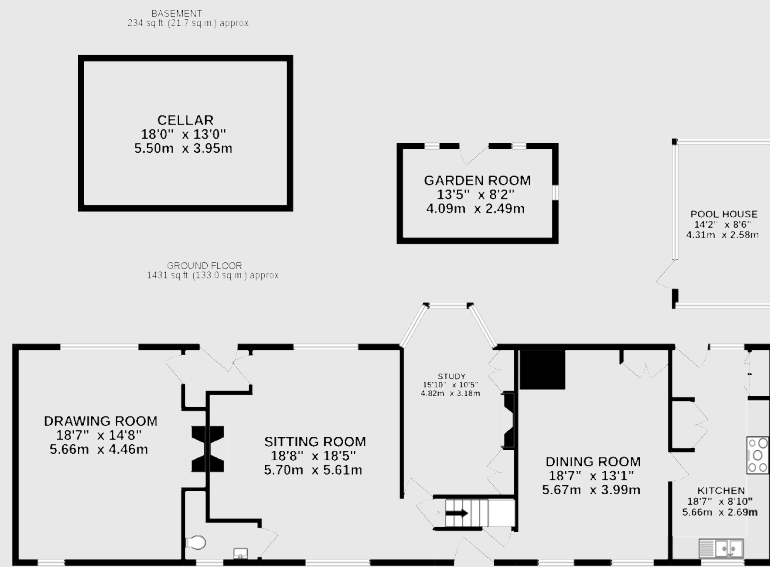 BASEMENT
234 sq.ft. (21.7 sq.m.) approx.
CELLAR
18'0" x 13'0"
5.50m x 3.95m
GARDEN ROOM
13'5" x 8'2"
4.09m x 2.49m
POOL HOUSE
14'2" x 8'6"
4.31m x 2.58m
GROUND FLOOR
1431 sq.ft. (133.0 sq.m.) approx.
STUDY
15'10" x 10'5"
4.82m x 3.18m
DRAWING ROOM
18'7" x 14'8"
5.66m x 4.46m
SITTING ROOM
18'8" x 18'5"
5.70m x 5.61m
DINING ROOM
18'7" x 13'1"
5.67m x 3.99m
KITCHEN
18'7" x 8'10"
5.66m x 2.69m